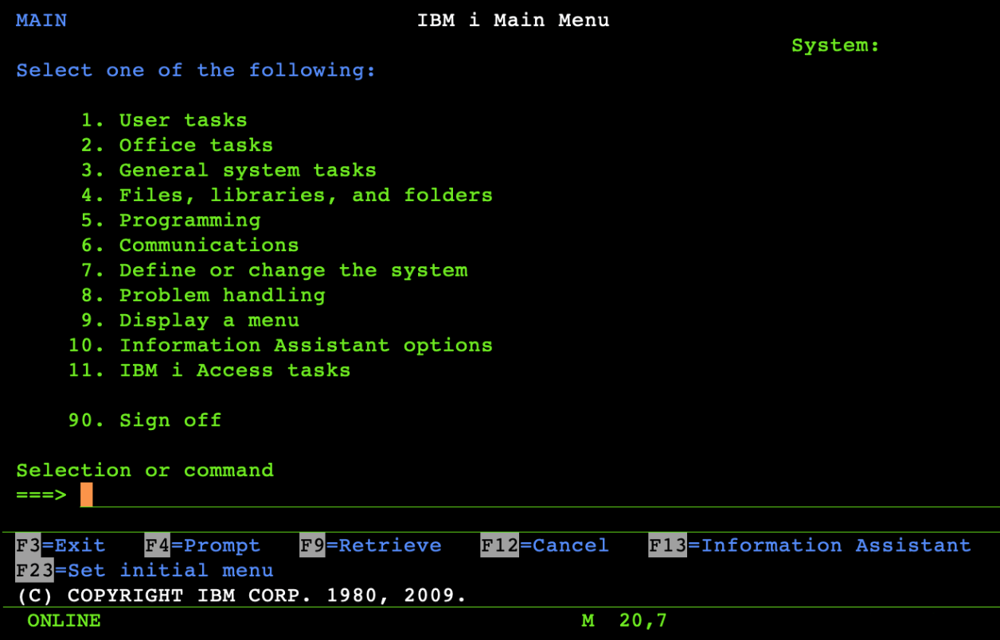 MAIN IBM i Main Menu
System:
Select one of the following:
1. User tasks
2. Office tasks
3. General system tasks
4. Files, libraries, and folders
5. Programming
6. Communications
7. Define or change the system
8. Problem handling
9. Display a menu
10. Information Assistant options
11. IBM i Access tasks
90. Sign off
Selection or command
===>
F3=Exit F4=Prompt F9=Retrieve F12=Cancel F13=Information Assistant
F23=Set initial menu
(C) COPYRIGHT IBM CORP. 1980, 2009.
ONLINE M 20,7